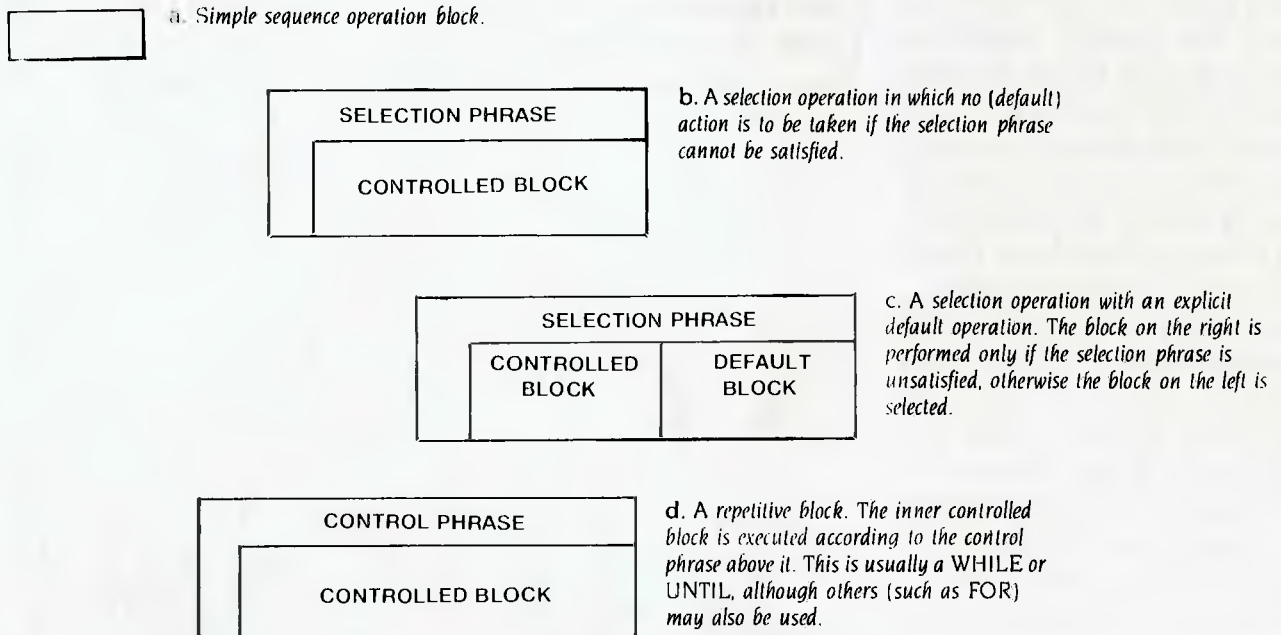 a. Simple sequence operation block.
SELECTION PHRASE
CONTROLLED BLOCK
b. A selection operation in which no (default)
action is to be taken if the selection phrase
cannot be satisfied.
SELECTION PHRASE
CONTROLLED
BLOCK
DEFAULT
BLOCK
c. A selection operation with an explicit
default operation. The block on the right is
performed only if the selection phrase is
unsatisfied, otherwise the block on the left is
selected.
CONTROL PHRASE
CONTROLLED BLOCK
d. A repetitive block. The inner controlled
block is executed according to the control
phrase above it. This is usually a WHILE or
UNTIL, although others (such as FOR)
may also be used.